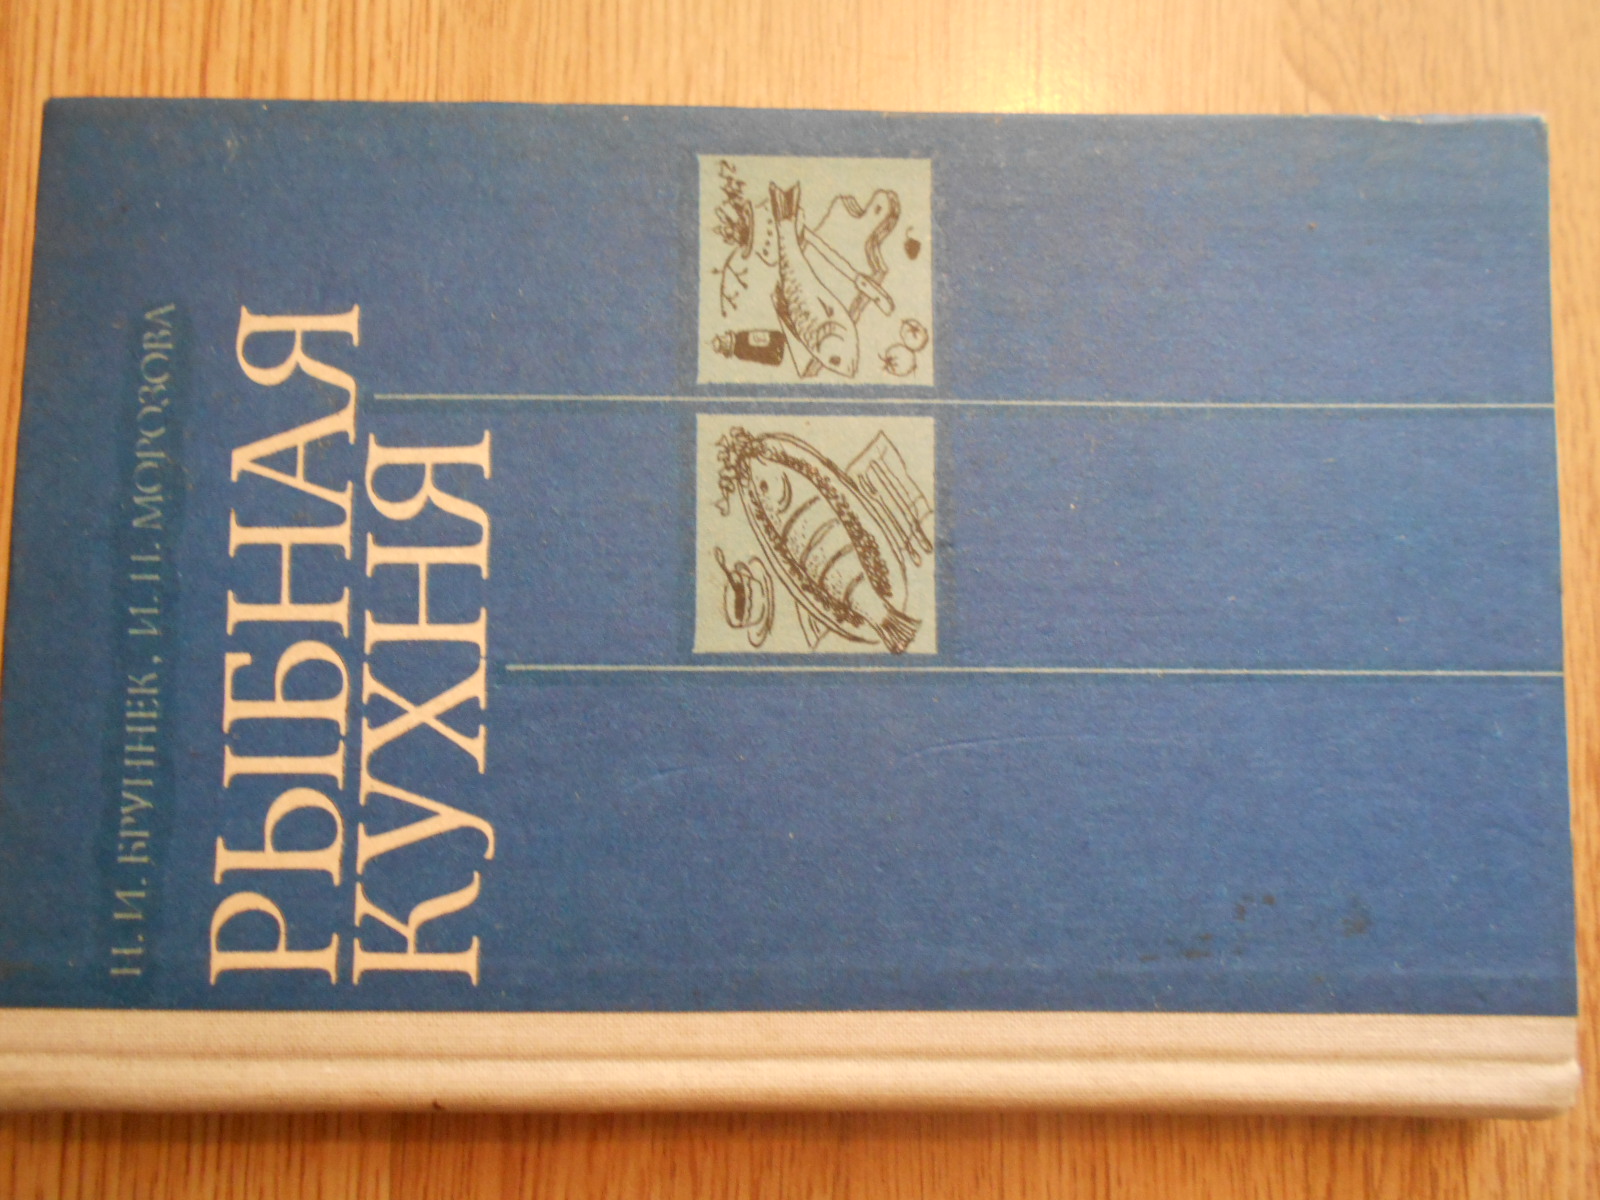 Н. И. БРУННЕК, И. Н. МОРОЗОВА
РЫБНАЯ
КУХНЯ